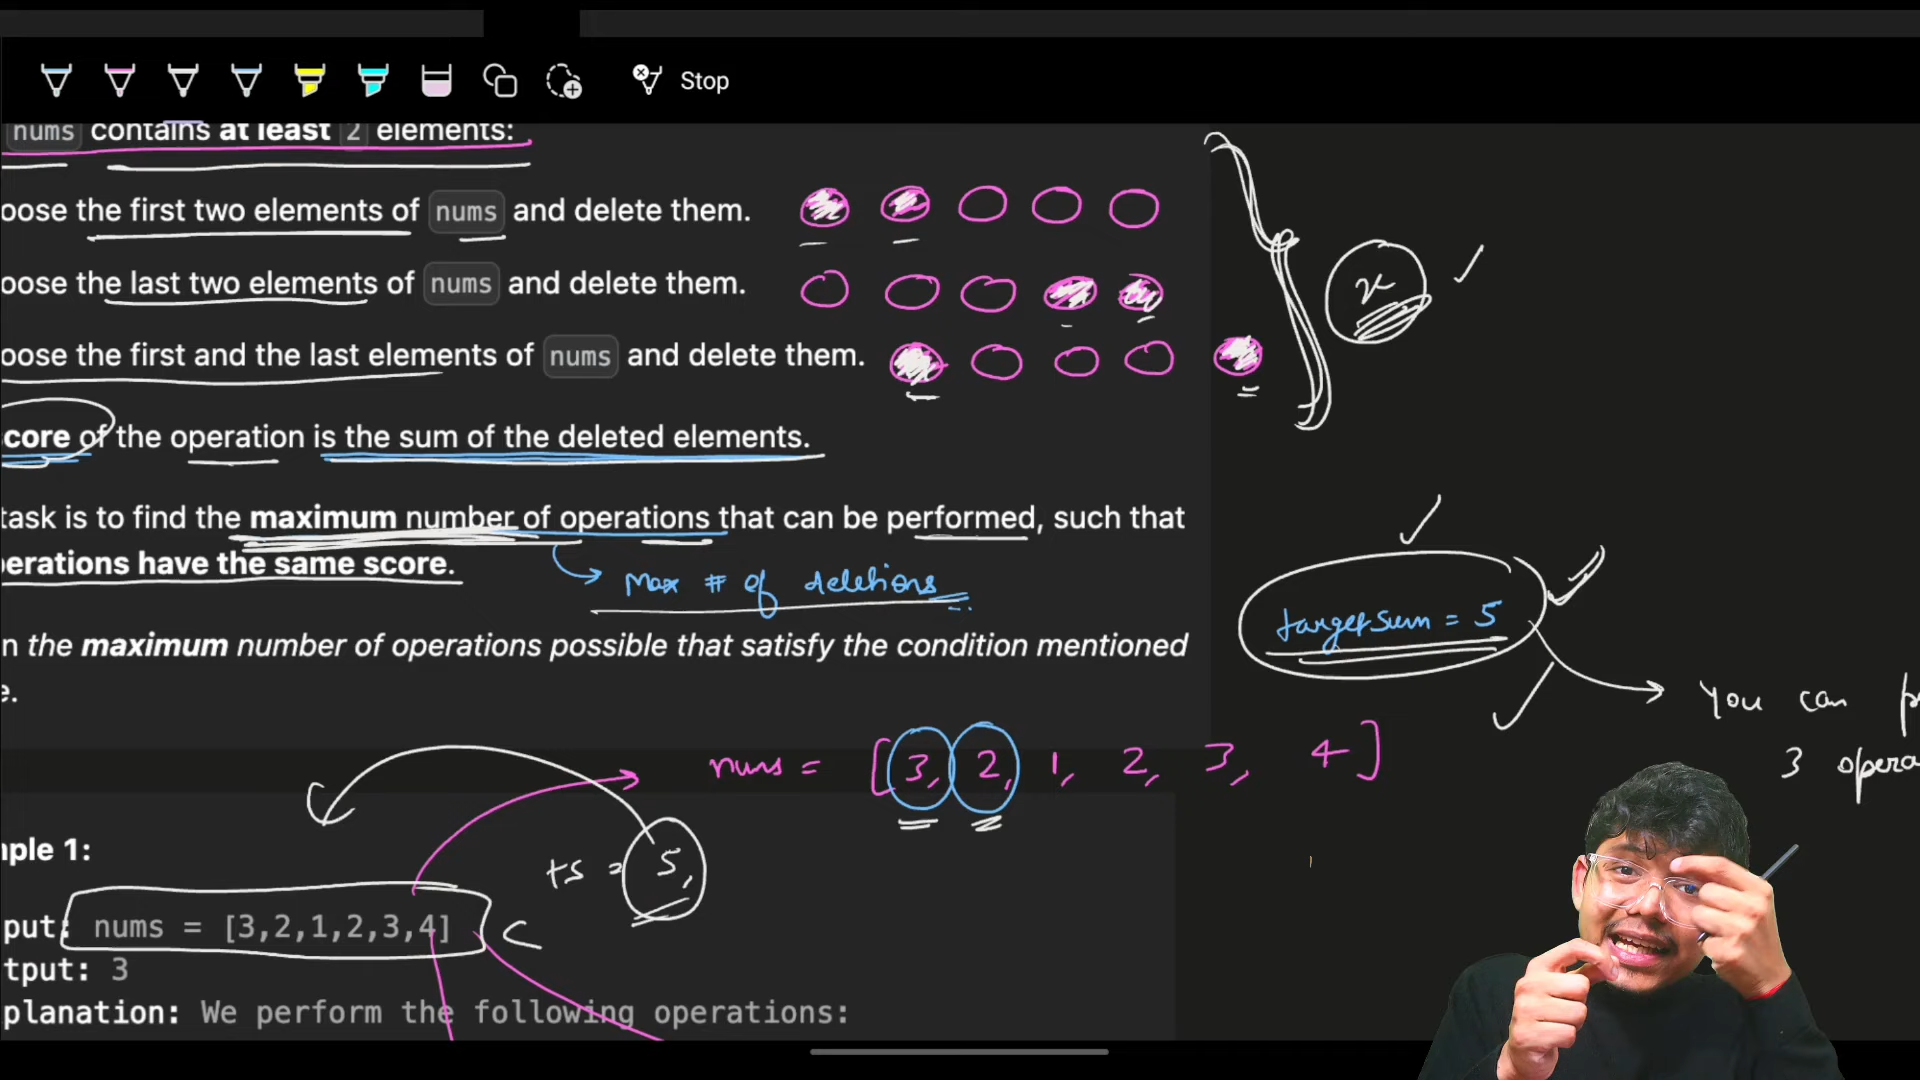 Stop
nums contains at least 2 elements:
oose the first two elements of nums and delete them.
oose the last two elements of nums and delete them.
x
oose the first and the last elements of nums and delete them.
core of the operation is the sum of the deleted elements.
task is to find the maximum number of operations that can be performed, such that
perations have the same score.
Max # of deletions
targetSum = 5
n the maximum number of operations possible that satisfy the condition mentioned
e.
You can p
3 opera
nums = [3, 2, 1, 2, 3, 4]
ple 1:
ts = 5,
put: nums = [3,2,1,2,3,4]
tput: 3
planation: We perform the following operations: